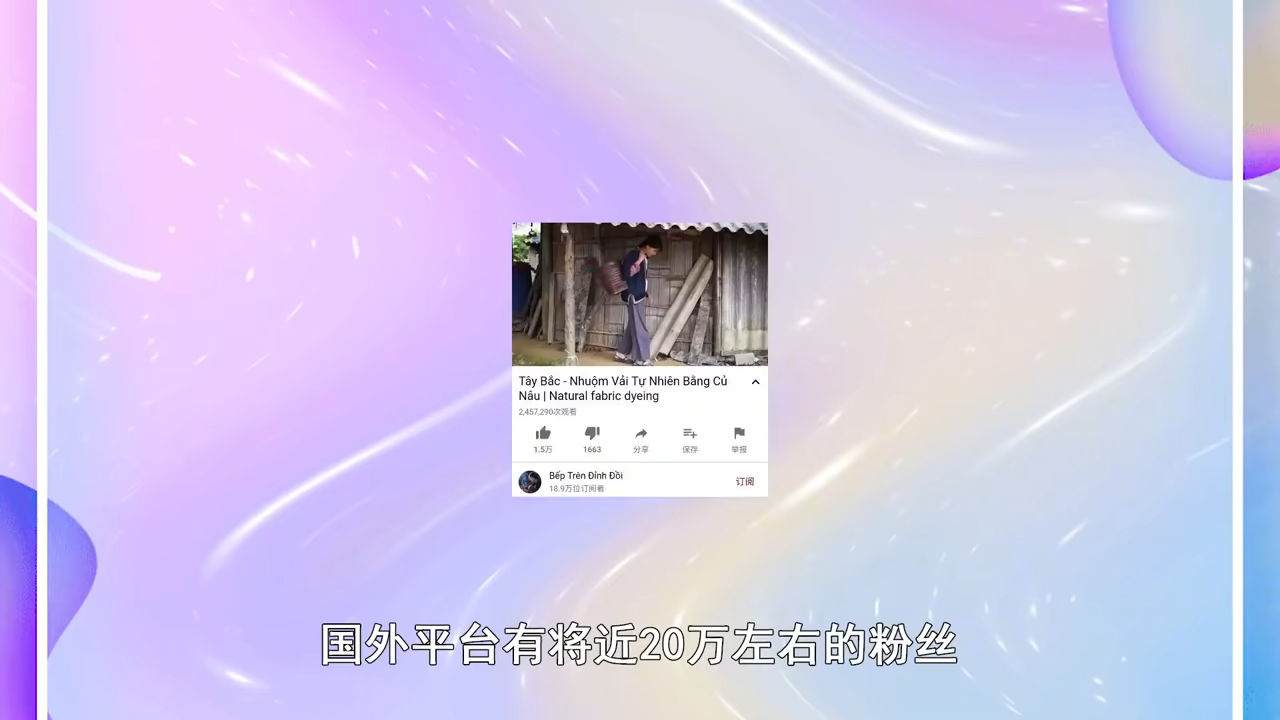 Tây Bắc - Nhuộm Vải Tự Nhiên Bằng Củ
Nâu | Natural fabric dyeing
2,457,290次观看
1.5万 1663 分享 保存 举报
Bếp Trên Đỉnh Đồi
18.9万位订阅者
订阅
国外平台有将近20万左右的粉丝